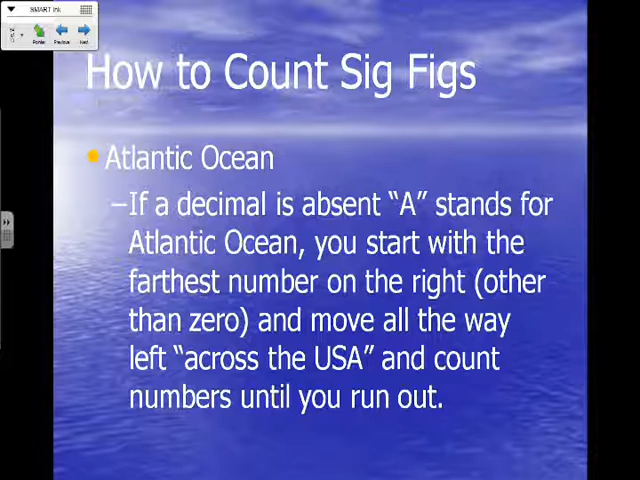 SMART Ink
Pointer
Previous
Next
How to Count Sig Figs
Atlantic Ocean
–If a decimal is absent “A” stands for
Atlantic Ocean, you start with the
farthest number on the right (other
than zero) and move all the way
left “across the USA” and count
numbers until you run out.